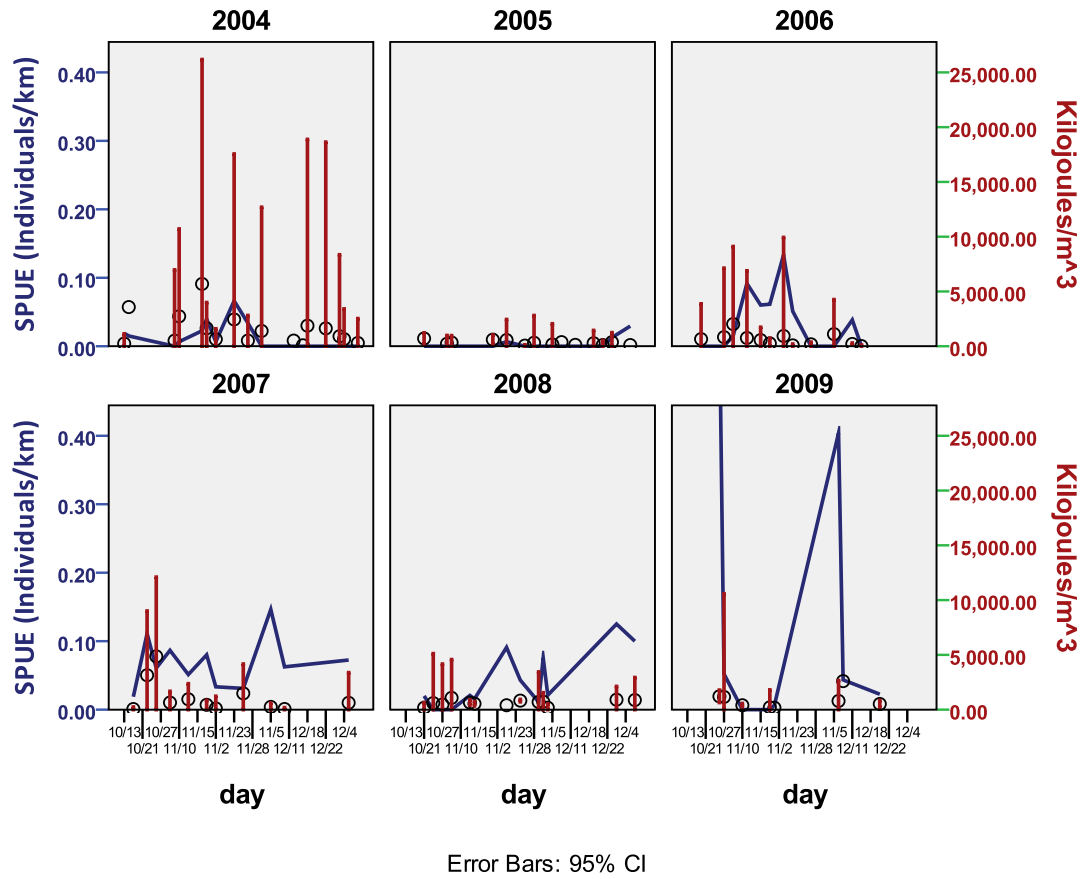 2004 2005 2006
SPUE (Individuals/km)
0.40
0.30
0.20
0.10
0.00
25,000.00
20,000.00
15,000.00
10,000.00
5,000.00
0.00
Kilojoules/m^3
2007 2008 2009
SPUE (Individuals/km)
0.40
0.30
0.20
0.10
0.00
25,000.00
20,000.00
15,000.00
10,000.00
5,000.00
0.00
Kilojoules/m^3
10/13 10/27 11/15 11/23 11/5 12/18 12/4
10/21 11/10 11/2 11/28 12/11 12/22
10/13 10/27 11/15 11/23 11/5 12/18 12/4
10/21 11/10 11/2 11/28 12/11 12/22
10/13 10/27 11/15 11/23 11/5 12/18 12/4
10/21 11/10 11/2 11/28 12/11 12/22
day day day
Error Bars: 95% CI